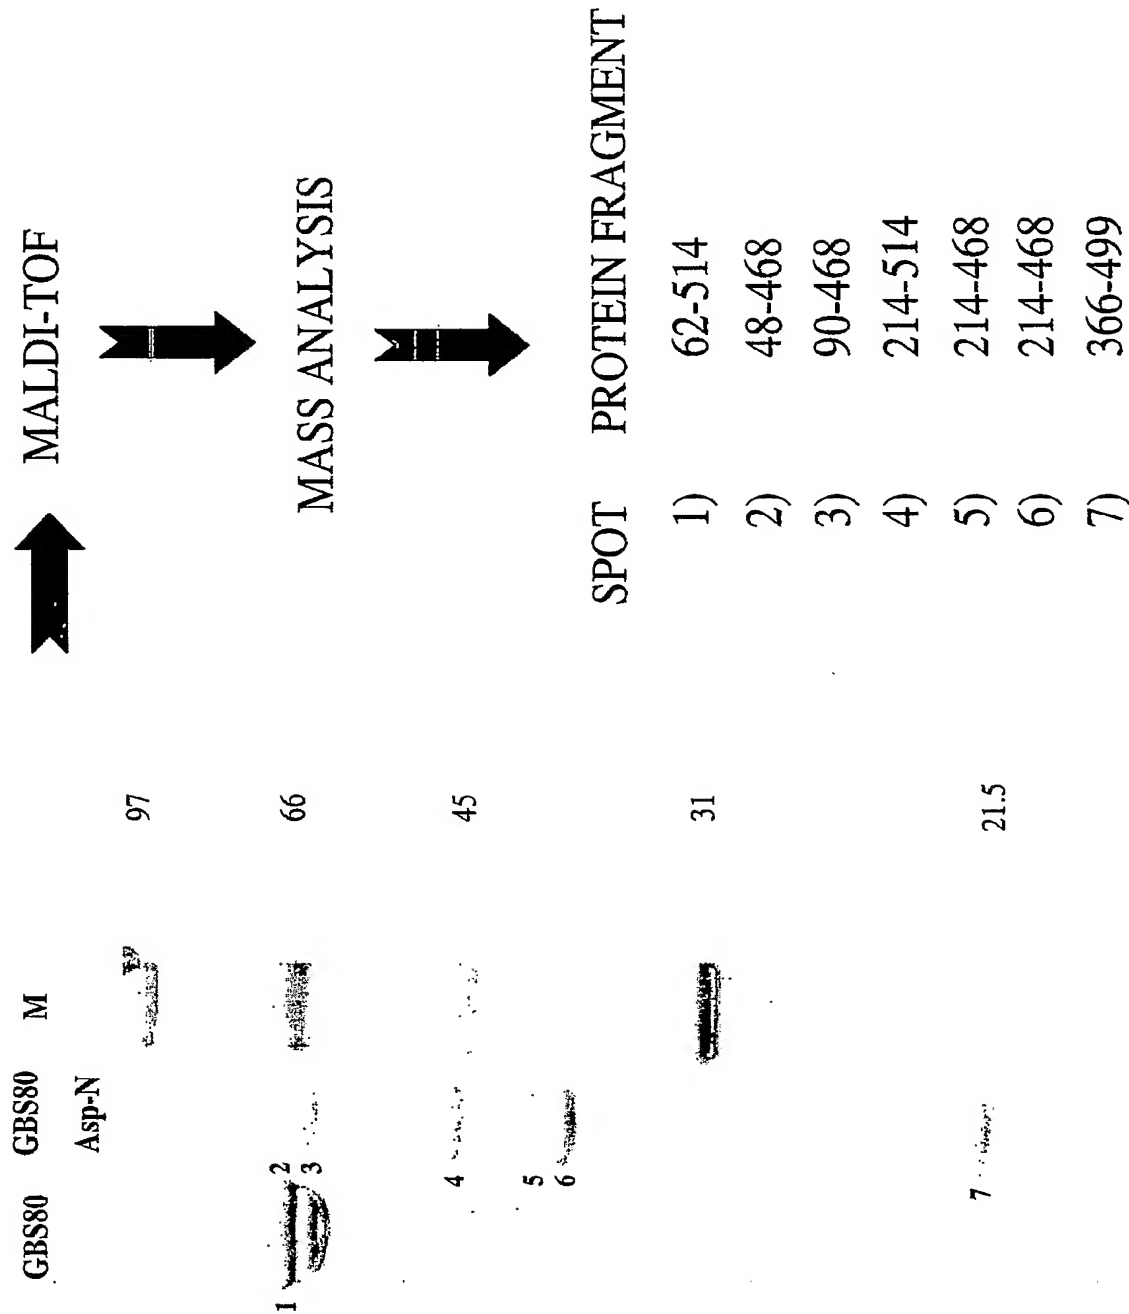 GBS80
GBS80
M
Asp-N
97
66
45
31
21.5
1
2
3
4
5
6
7
MALDI-TOF
MASS ANALYSIS
SPOT PROTEIN FRAGMENT
1) 62-514
2) 48-468
3) 90-468
4) 214-514
5) 214-468
6) 214-468
7) 366-499